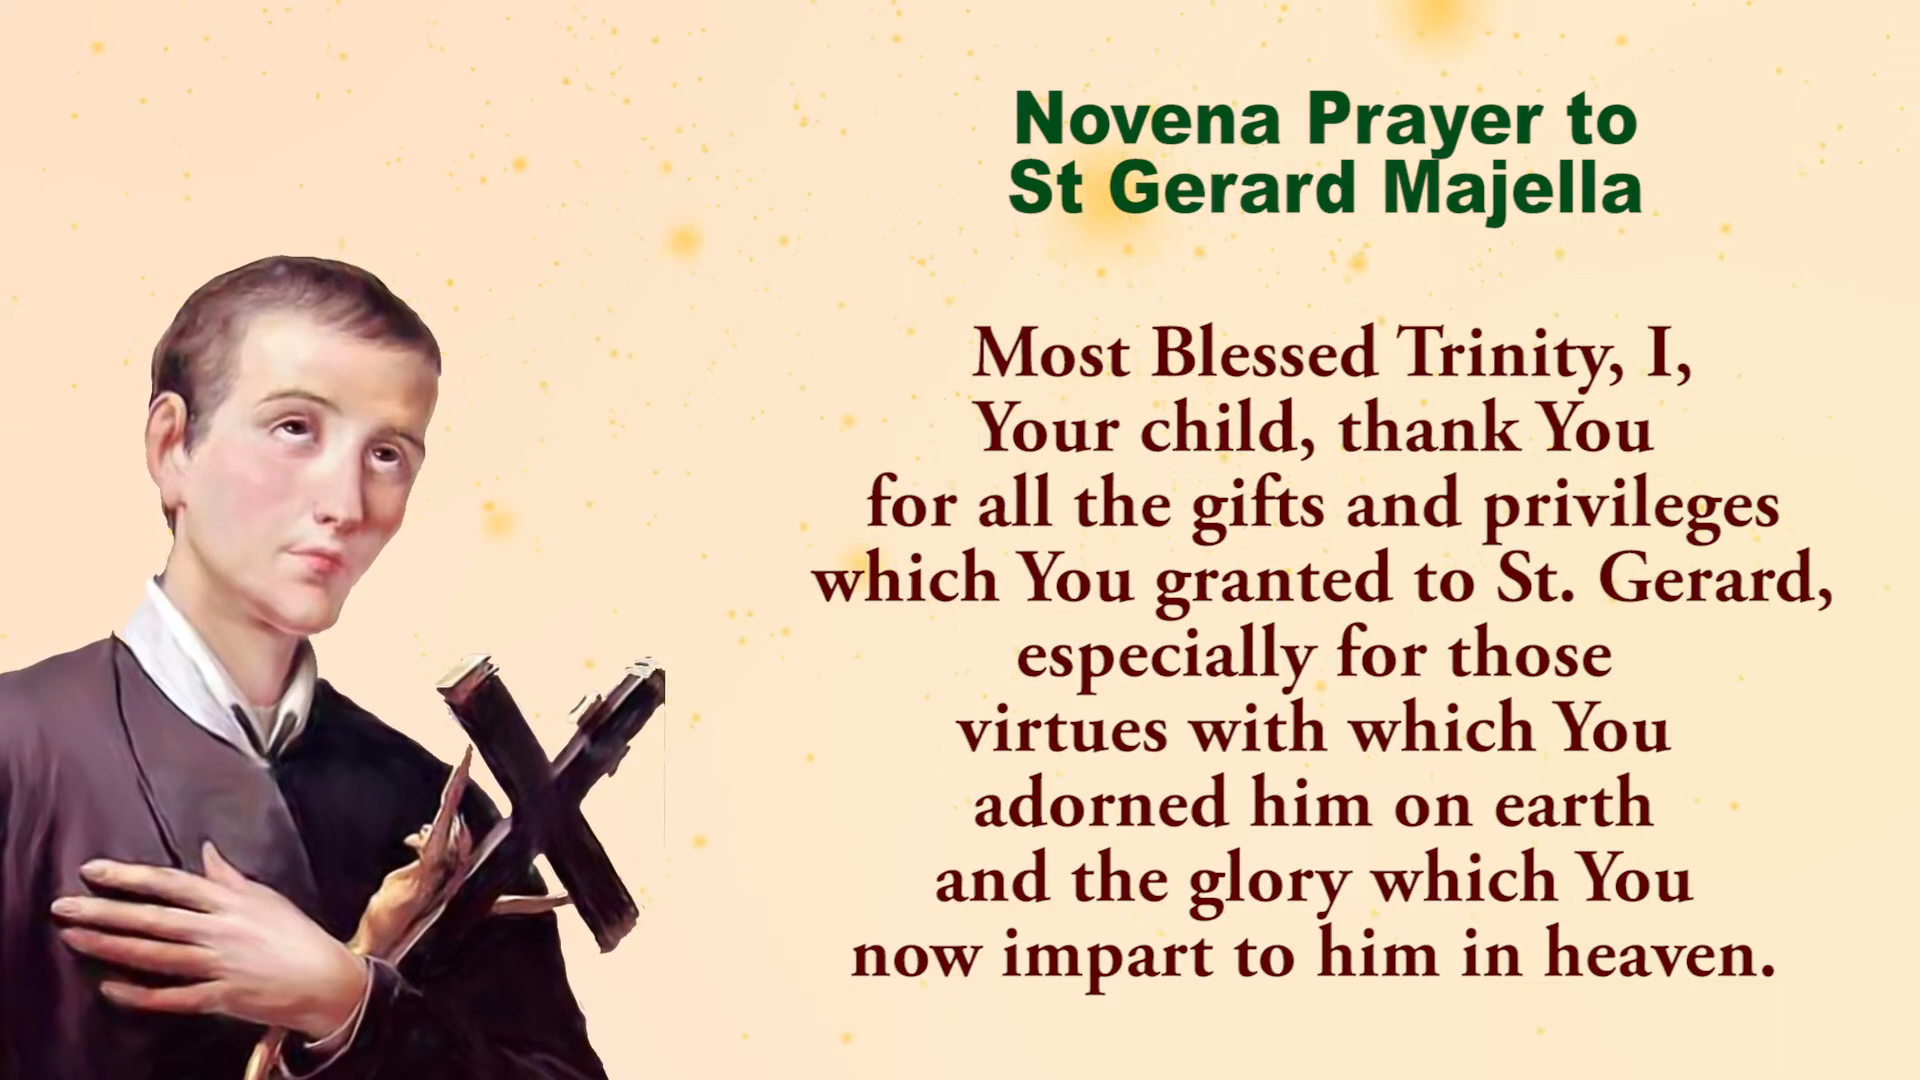 Novena Prayer to
St Gerard Majella
Most Blessed Trinity, I,
Your child, thank You
for all the gifts and privileges
which You granted to St. Gerard,
especially for those
virtues with which You
adorned him on earth
and the glory which You
now impart to him in heaven.